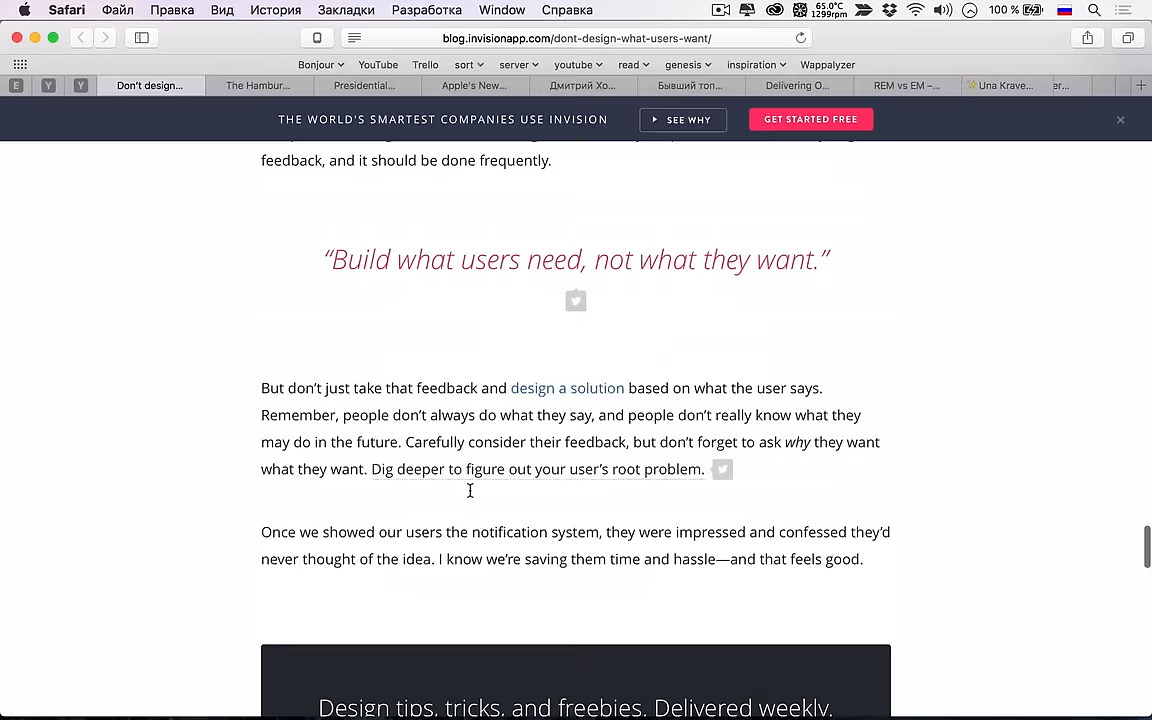 Safari Файл Правка Вид История Закладки Разработка Window Справка 65.0°C 1299rpm 100 %
blog.invisionapp.com/dont-design-what-users-want/
Bonjour YouTube Trello sort server youtube read genesis inspiration Wappalyzer
E Y Y Don't design... The Hambur... Presidential... Apple's New... Дмитрий Хо... Бывший топ... Delivering O... REM vs EM –... Una Krave... er...
THE WORLD'S SMARTEST COMPANIES USE INVISION SEE WHY GET STARTED FREE
feedback, and it should be done frequently.
“Build what users need, not what they want.”
But don't just take that feedback and design a solution based on what the user says.
Remember, people don't always do what they say, and people don't really know what they
may do in the future. Carefully consider their feedback, but don't forget to ask why they want
what they want. Dig deeper to figure out your user's root problem.
Once we showed our users the notification system, they were impressed and confessed they'd
never thought of the idea. I know we're saving them time and hassle—and that feels good.
Design tips, tricks, and freebies. Delivered weekly.